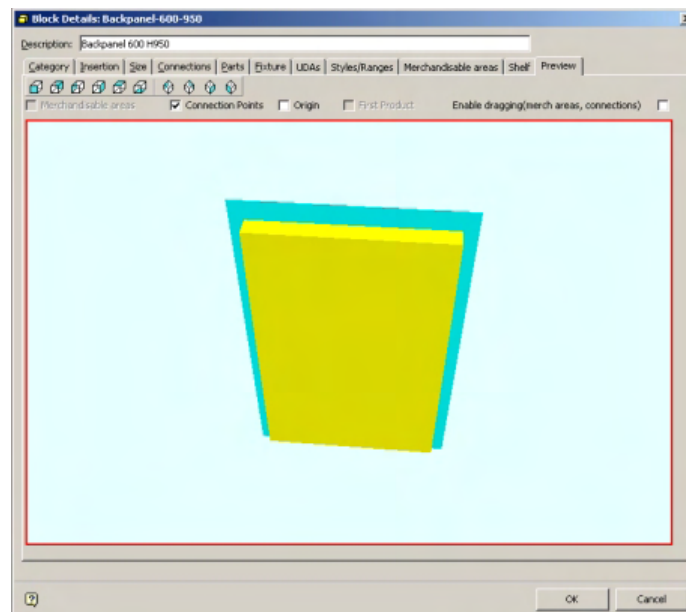 Block Details: Backpanel-600-950
Description: Backpanel 600 H950
Category Insertion Size Connections Parts Fixture UDAs Styles/Ranges Merchandisable areas Shelf Preview
Merchandisable areas Connection Points Origin First Product Enable dragging(merch areas, connections)
OK Cancel